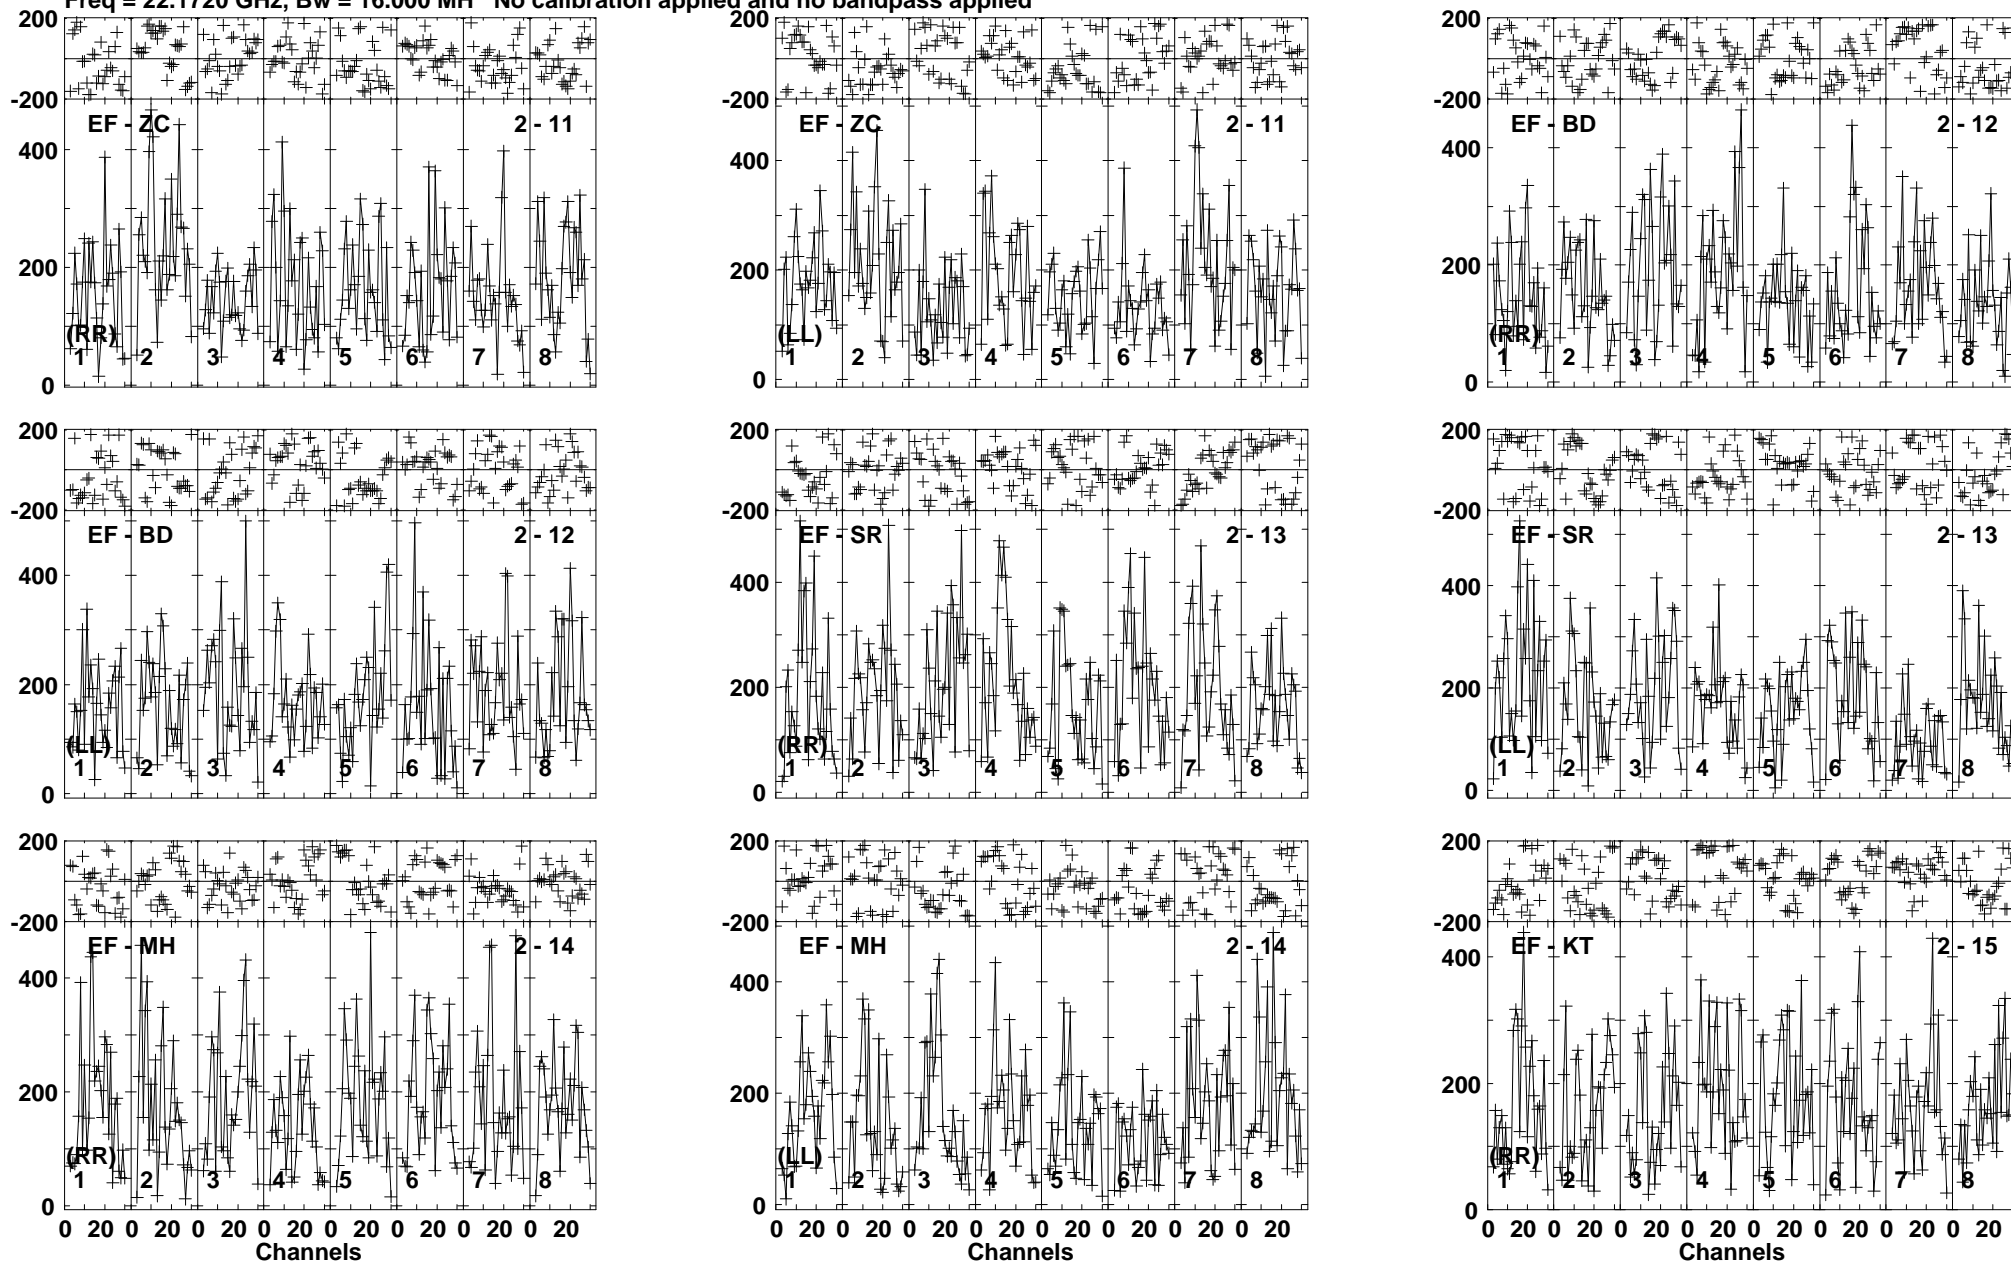 Freq = 22.1720 GHz, Bw = 16.000 MH No calibration applied and no bandpass applied
200 200 200
-200 -200 -200
EF - ZC 2 - 11 EF - ZC 2 - 11 EF - BD 2 - 12
400 400 400
200 200 200
(RR) (LL) (RR)
1 2 3 4 5 6 7 8 1 2 3 4 5 6 7 8 1 2 3 4 5 6 7 8
0 0 0
200 200 200
-200 -200 -200
EF - BD 2 - 12 EF - SR 2 - 13 EF - SR 2 - 13
400 400 400
200 200 200
(LL) (RR) (LL)
1 2 3 4 5 6 7 8 1 2 3 4 5 6 7 8 1 2 3 4 5 6 7 8
0 0 0
200 200 200
-200 -200 -200
EF - MH 2 - 14 EF - MH 2 - 14 EF - KT 2 - 15
400 400 400
200 200 200
(RR) (LL) (RR)
1 2 3 4 5 6 7 8 1 2 3 4 5 6 7 8 1 2 3 4 5 6 7 8
0 0 0
0 20 0 20 0 20 0 20 0 20 0 20 0 20 0 20 0 20 0 20 0 20 0 20 0 20 0 20 0 20 0 20 0 20 0 20 0 20 0 20 0 20 0 20 0 20 0 20
Channels Channels Channels